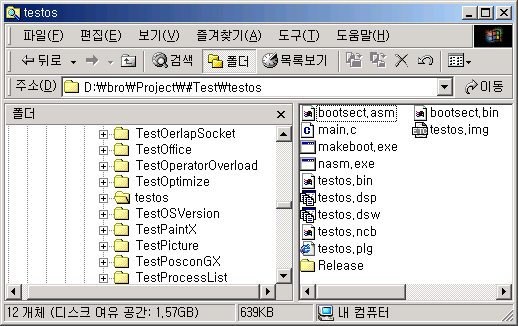 testos
파일(F) 편집(E) 보기(V) 즐겨찾기(A) 도구(T) 도움말(H)
뒤로 검색 폴더 목록보기
주소(D) D:\bro\Project\#Test\testos 이동
폴더
TestOerlapSocket
TestOffice
TestOperatorOverload
TestOptimize
testos
TestOSVersion
TestPaintX
TestPicture
TestPosconGX
TestProcessList
bootsect.asm
main.c
makeboot.exe
nasm.exe
testos.bin
testos.dsp
testos.dsw
testos.ncb
testos.plg
Release
bootsect.bin
testos.img
12 개체 (디스크 여유 공간: 1.57GB) 639KB 내 컴퓨터